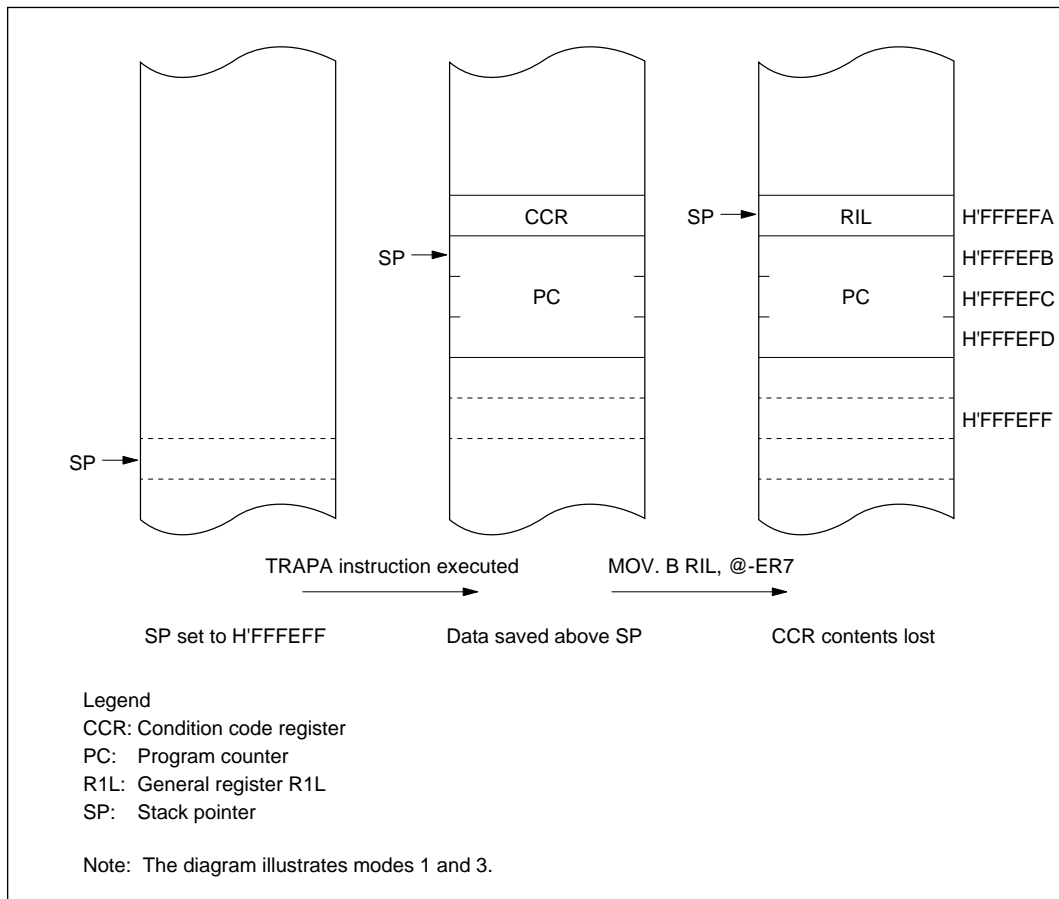 CCR SP RIL H'FFFEFA
SP H'FFFEFB
PC PC H'FFFEFC
H'FFFEFD
H'FFFEFF
SP
TRAPA instruction executed MOV. B RIL, @-ER7
SP set to H'FFFEFF Data saved above SP CCR contents lost
Legend
CCR: Condition code register
PC: Program counter
R1L: General register R1L
SP: Stack pointer
Note: The diagram illustrates modes 1 and 3.